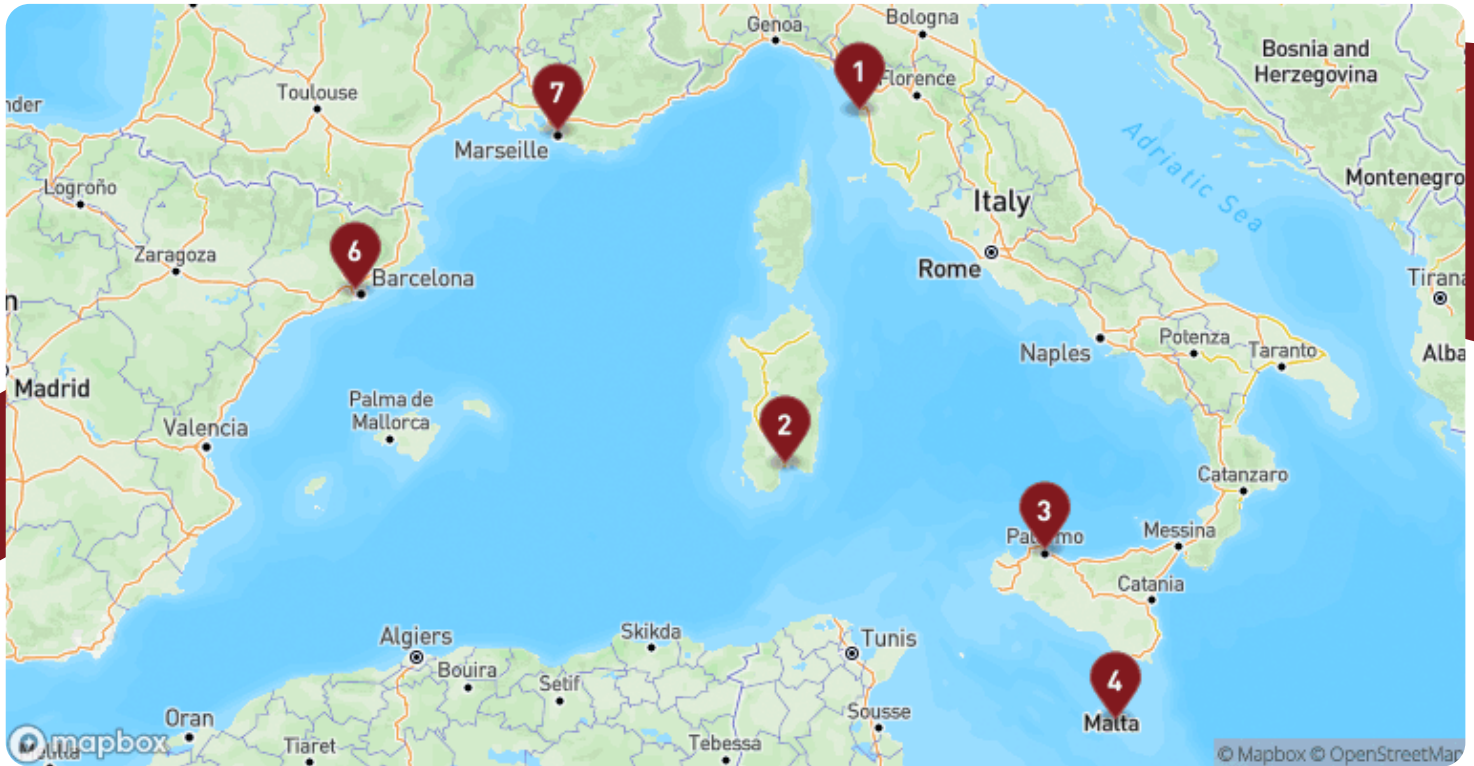 Genoa
Bologna
Bosnia and
Herzegovina
1
Florence
7
Toulouse
nder
Marseille
Adriatic Sea
Montenegro
Logroño
Italy
6
Zaragoza
Barcelona
Rome
Tirana
n
Naples
Potenza
Taranto
Alba
Madrid
Palma de
Mallorca
2
Valencia
Catanzaro
3
Messina
Catania
Algiers
Skikda
Tunis
Bouira
Setif
4
Malta
Oran
Sousse
mapbox
Tiaret
Tebessa
© Mapbox © OpenStreetMap